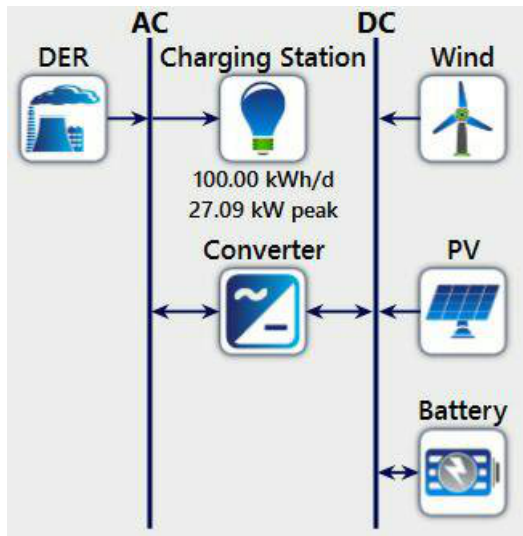 AC
DC
DER
Charging Station
Wind
100.00 kWh/d
27.09 kW peak
Converter
PV
Battery